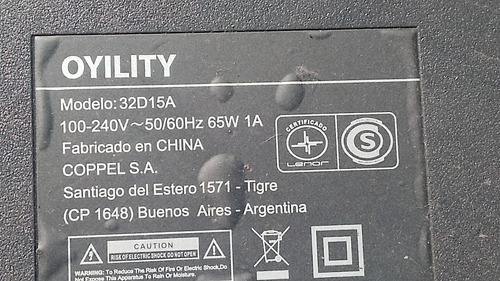 OYILITY
Modelo: 32D15A
100-240V～50/60Hz 65W 1A
Fabricado en CHINA
COPPEL S.A.
Santiago del Estero 1571 - Tigre
(CP 1648) Buenos Aires - Argentina
CERTIFICADO
Lenor
S
CAUTION
RISK OF ELECTRIC SHOCK DO NOT OPEN
WARNING: To Reduce The Risk Of Fire Or Electric Shock,Do
Not Expose This Apparatus To Rain Or Moisture.